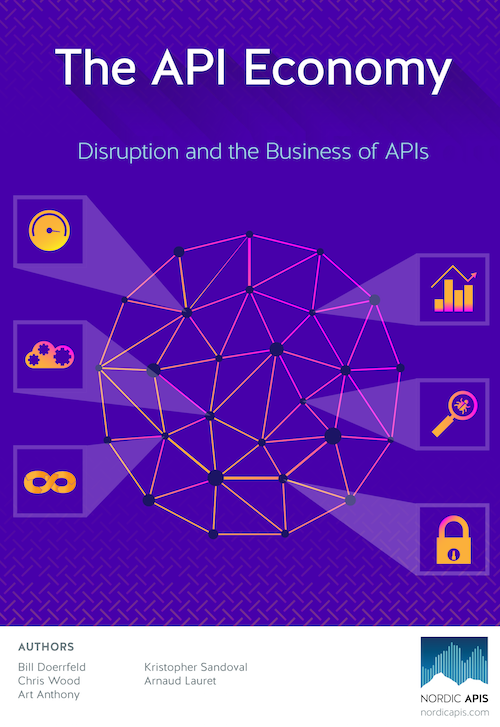 The API Economy
Disruption and the Business of APIs
AUTHORS
Bill Doerrfeld
Chris Wood
Art Anthony
Kristopher Sandoval
Arnaud Lauret
NORDIC APIS
nordicapis.com